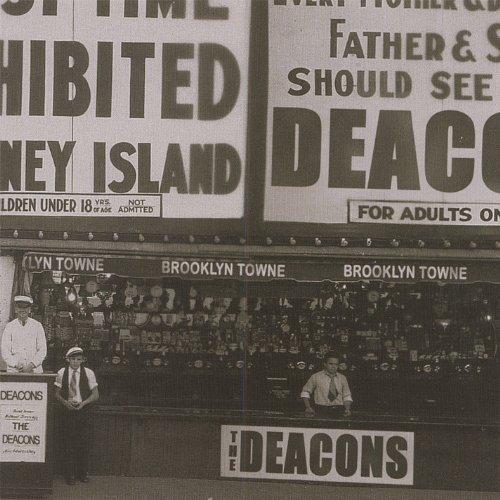 ST TIME
HIBITED
NEY ISLAND
LDREN UNDER 18 YRS. OF AGE NOT ADMITTED
EVERY MOTHER &
FATHER & S
SHOULD SEE
DEACO
FOR ADULTS ON
LYN TOWNE
BROOKLYN TOWNE
BROOKLYN TOWNE
DEACONS
THE
DEACONS
THE DEACONS